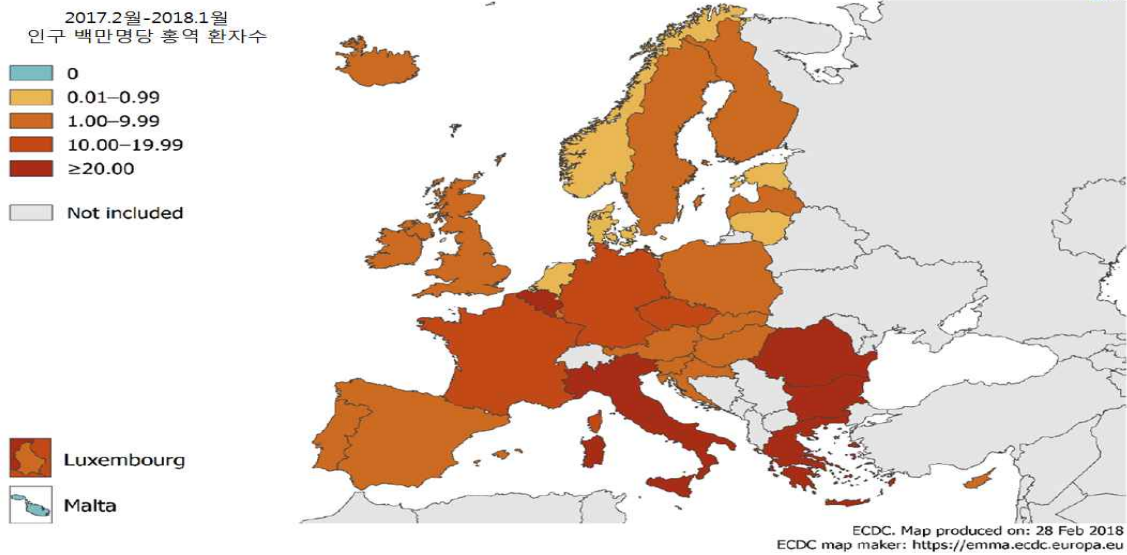 2017.2월-2018.1월
인구 백만명당 홍역 환자수
0
0.01–0.99
1.00–9.99
10.00–19.99
≥20.00
Not included
Luxembourg
Malta
ECDC. Map produced on: 28 Feb 2018
ECDC map maker: https://emma.ecdc.europa.eu